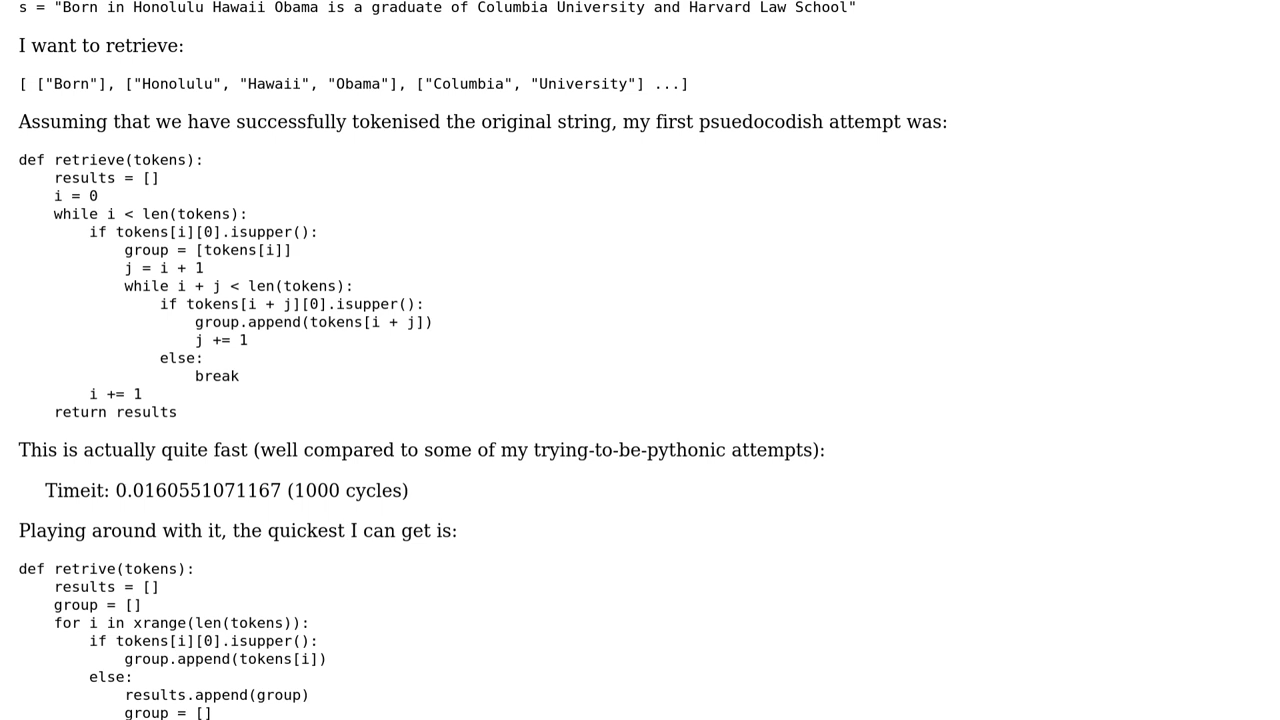 s = "Born in Honolulu Hawaii Obama is a graduate of Columbia University and Harvard Law School"
I want to retrieve:
[ ["Born"], ["Honolulu", "Hawaii", "Obama"], ["Columbia", "University"] ...]
Assuming that we have successfully tokenised the original string, my first psuedocodish attempt was:
def retrieve(tokens):
    results = []
    i = 0
    while i < len(tokens):
        if tokens[i][0].isupper():
            group = [tokens[i]]
            j = i + 1
            while i + j < len(tokens):
                if tokens[i + j][0].isupper():
                    group.append(tokens[i + j])
                    j += 1
                else:
                    break
        i += 1
    return results
This is actually quite fast (well compared to some of my trying-to-be-pythonic attempts):
Timeit: 0.0160551071167 (1000 cycles)
Playing around with it, the quickest I can get is:
def retrive(tokens):
    results = []
    group = []
    for i in xrange(len(tokens)):
        if tokens[i][0].isupper():
            group.append(tokens[i])
        else:
            results.append(group)
            group = []